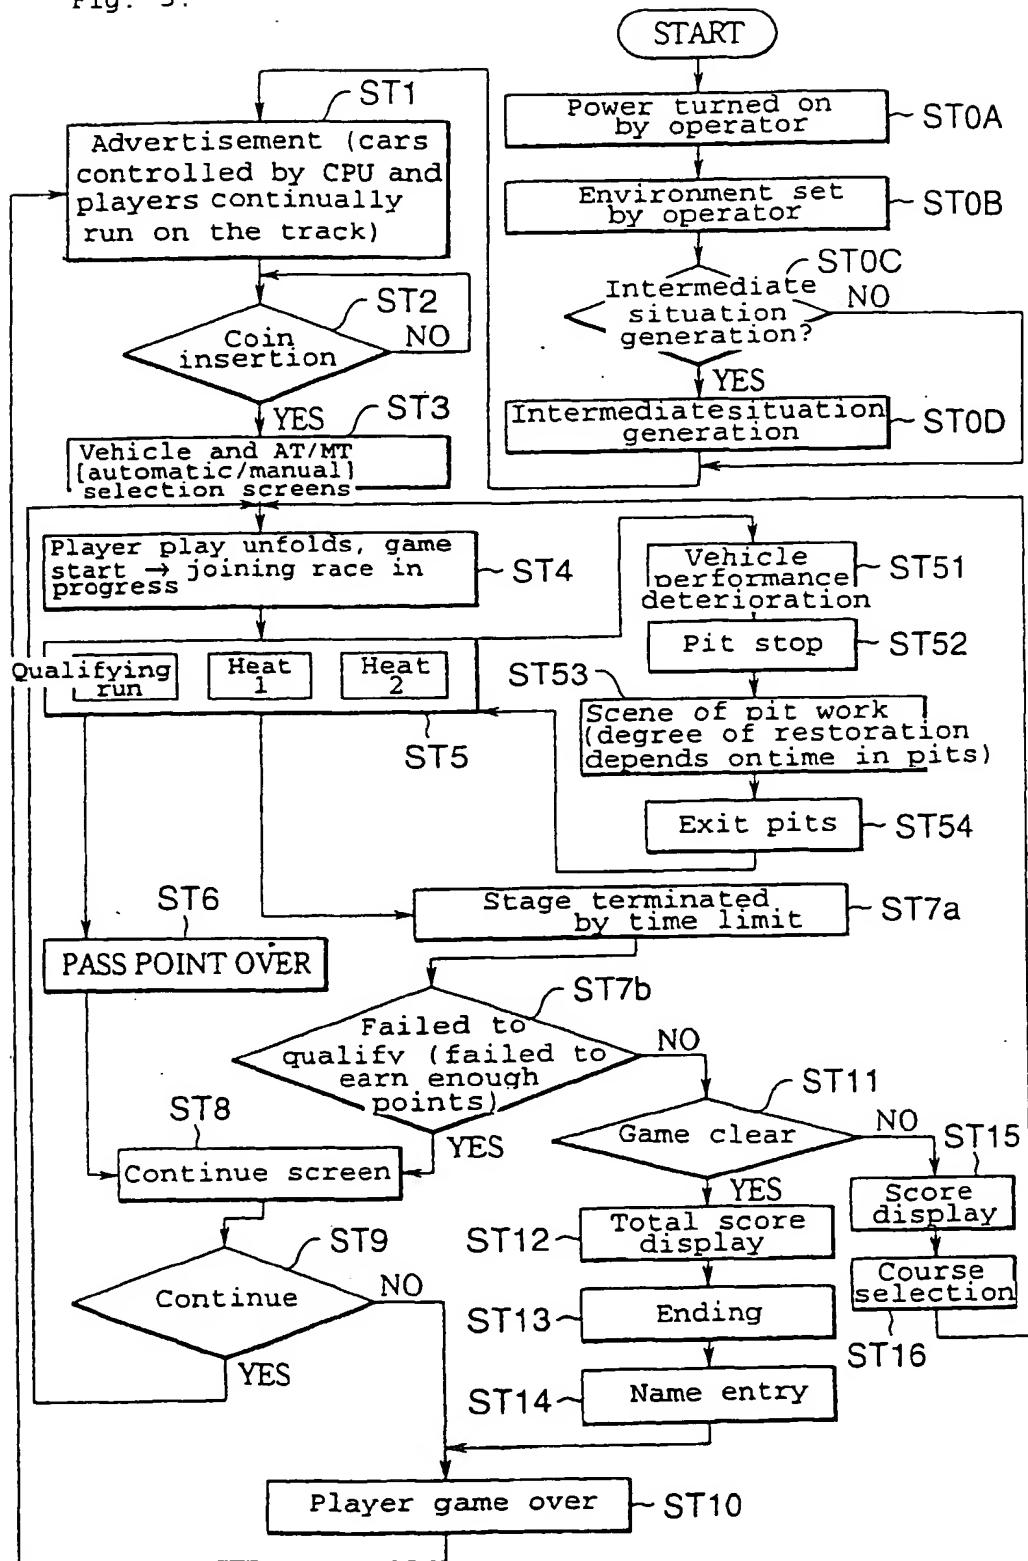 Fig. 3.
START
Power turned on
by operator
ST0A
Environment set
by operator
ST0B
ST0C
Intermediate
situation
generation?
NO
YES
Intermediatesituation
generation
ST0D
ST1
Advertisement (cars
controlled by CPU and
players continually
run on the track)
ST2
Coin
insertion
NO
YES
ST3
Vehicle and AT/MT
[automatic/manual]
selection screens
Player play unfolds, game
start → joining race in
progress
ST4
Qualifying
run
Heat
1
Heat
2
ST5
Vehicle
performance
deterioration
ST51
Pit stop
ST52
ST53
Scene of pit work
(degree of restoration
depends ontime in pits)
Exit pits
ST54
ST6
PASS POINT OVER
Stage terminated
by time limit
ST7a
ST7b
Failed to
qualify (failed to
earn enough
points)
NO
YES
ST8
Continue screen
ST9
Continue
NO
YES
ST11
Game clear
NO
YES
ST12
Total score
display
ST13
Ending
ST14
Name entry
ST15
Score
display
Course
selection
ST16
Player game over
ST10